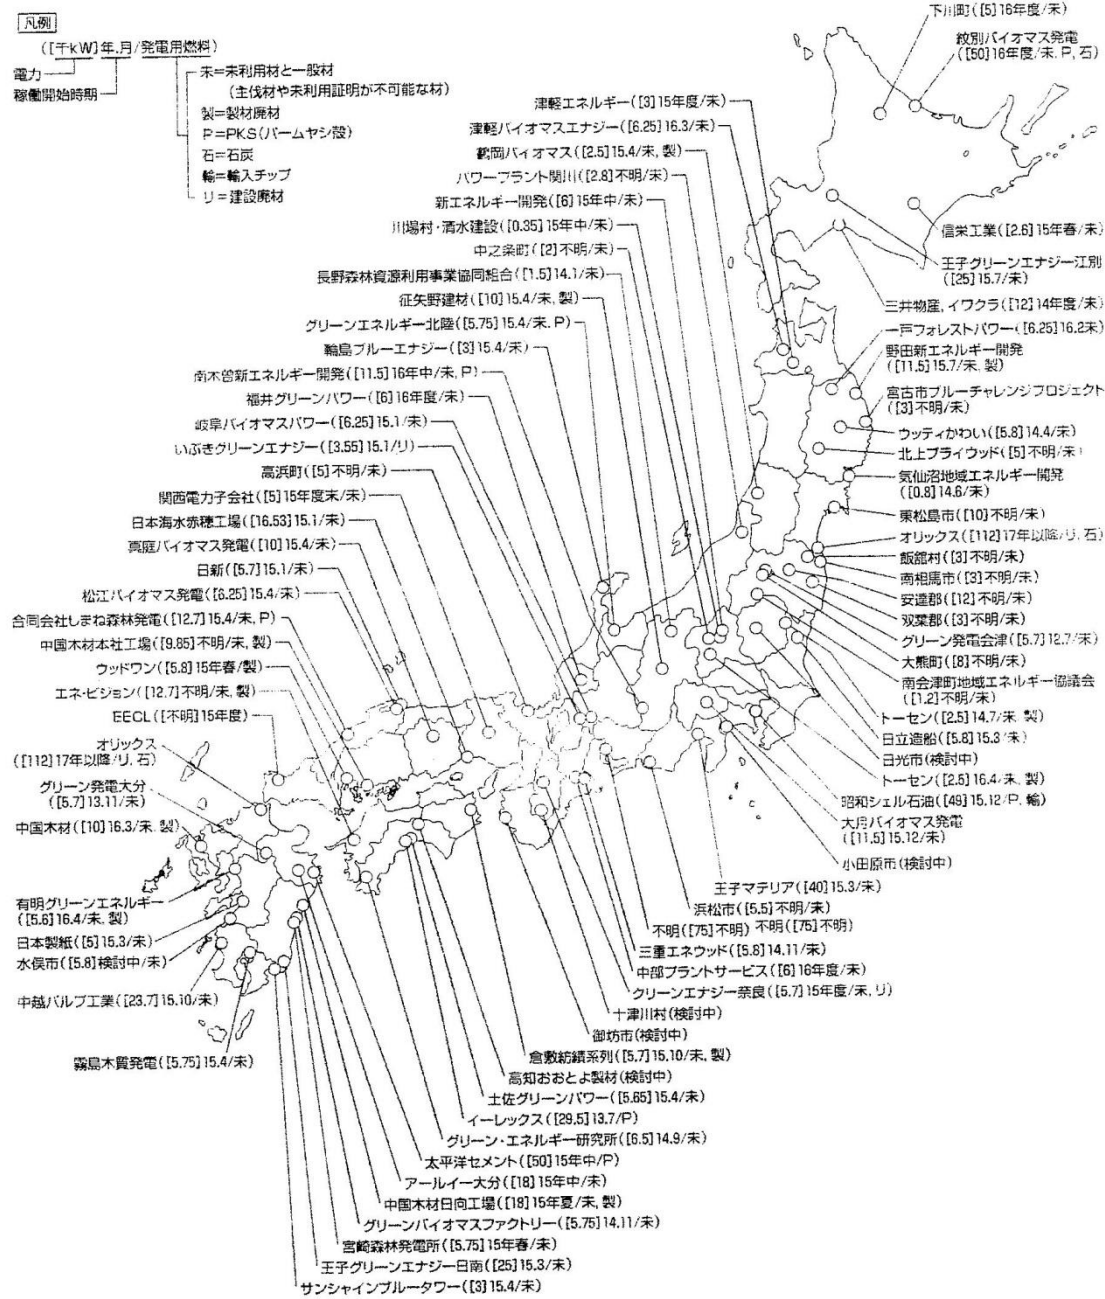 凡例
([千kW]年.月/発電用燃料)
電力
稼働開始時期
未=未利用材と一般材
(主伐材や未利用証明が不可能な材)
製=製材廃材
P=PKS(パームヤシ殻)
石=石炭
輸=輸入チップ
リ=建設廃材
下川町([5]16年度/未)
紋別バイオマス発電
([50]16年度/未, P, 石)
津軽エネルギー([3]15年度/未)
津軽バイオマスエナジー([6.25]16.3/未)
鶴岡バイオマス([2.5]15.4/未, 製)
パワープラント関川([2.8]不明/未)
新エネルギー開発([6]15年中/未)
川場村・清水建設([0.35]15年中/未)
中之条町([2]不明/未)
長野森林資源利用事業協同組合([1.5]14.1/未)
征矢野建材([10]15.4/未, 製)
グリーンエネルギー北陸([5.75]15.4/未, P)
輪島ブルーエナジー([3]15.4/未)
南木曽新エネルギー開発([11.5]16年中/未, P)
福井グリーンパワー([6]16年度/未)
岐阜バイオマスパワー([6.25]15.1/未)
いぶきグリーンエナジー([3.55]15.1/リ)
高浜町([5]不明/未)
関西電力子会社([5]15年度末/未)
日本海水赤穂工場([16.53]15.1/未)
真庭バイオマス発電([10]15.4/未)
日新([5.7]15.1/未)
松江バイオマス発電([6.25]15.4/未)
合同会社しまね森林発電([12.7]15.4/未, P)
中国木材本社工場([9.85]不明/未, 製)
ウッドワン([5.8]15年春/製)
エネ・ビジョン([12.7]不明/未, 製)
EECL([不明]15年度)
オリックス
([112]17年以降/リ, 石)
グリーン発電大分
([5.7]13.11/未)
中国木材([10]16.3/未, 製)
有明グリーンエネルギー
([5.6]16.4/未, 製)
日本製紙([5]15.3/未)
水俣市([5.8]検討中/未)
中越パルプ工業([23.7]15.10/未)
霧島木質発電([5.75]15.4/未)
信栄工業([2.6]15年春/未)
王子グリーンエナジー江別
([25]15.7/未)
三井物産, イワクラ([12]14年度/未)
一戸フォレストパワー([6.25]16.2未)
野田新エネルギー開発
([11.5]15.7/未, 製)
宮古市ブルーチャレンジプロジェクト
([3]不明/未)
ウッティかわい([5.8]14.4/未)
北上プライウッド([5]不明/未)
気仙沼地域エネルギー開発
([0.8]14.6/未)
東松島市([10]不明/未)
オリックス([112]17年以降/リ, 石)
飯舘村([3]不明/未)
南相馬市([3]不明/未)
安達郡([12]不明/未)
双葉郡([3]不明/未)
グリーン発電会津([5.7]12.7/未)
大熊町([8]不明/未)
南会津町地域エネルギー協議会
([1.2]不明/未)
トーセン([2.5]14.7/未, 製)
日立造船([5.8]15.3/未)
日光市(検討中)
トーセン([2.5]16.4/未, 製)
昭和シェル石油([49]15.12/P, 輸)
大月バイオマス発電
([11.5]15.12/未)
小田原市(検討中)
王子マテリア([40]15.3/未)
浜松市([5.5]不明/未)
不明([75]不明) 不明([75]不明)
三重エネウッド([5.8]14.11/未)
中部プラントサービス([6]16年度/未)
クリーンエナジー奈良([5.7]15年度/未, リ)
十津川村(検討中)
御坊市(検討中)
倉敷紡績系列([5.7]15.10/未, 製)
高知おおとよ製材(検討中)
土佐グリーンパワー([5.65]15.4/未)
イーレックス([29.5]13.7/P)
グリーン・エネルギー研究所([6.5]14.9/未)
太平洋セメント([50]15年中/P)
アールイー大分([18]15年中/未)
中国木材日向工場([18]15年夏/未, 製)
グリーンバイオマスファクトリー([5.75]14.11/未)
宮崎森林発電所([5.75]15年春/未)
王子グリーンエナジー日南([25]15.3/未)
サンシャインブルータワー([3]15.4/未)